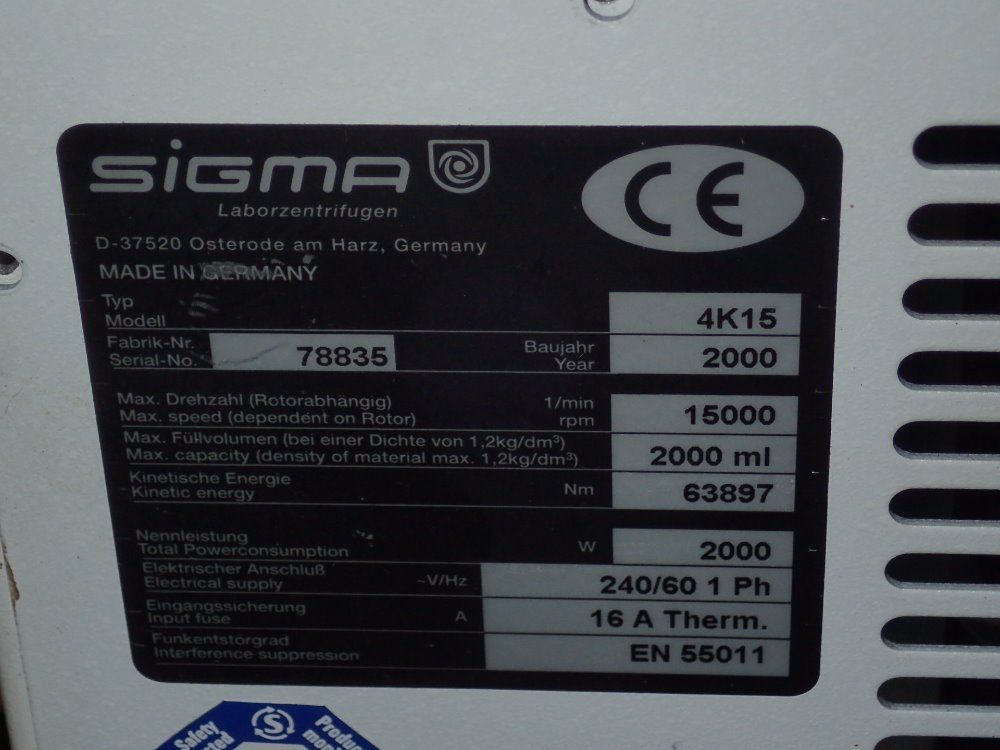 SiGMA
Laborzentrifugen
CE
D-37520 Osterode am Harz, Germany
MADE IN GERMANY
Typ
Modell
4K15
Fabrik-Nr.
Serial-No.
78835
Baujahr
Year
2000
Max. Drehzahl (Rotorabhängig) 1/min
Max. speed (dependent on Rotor) rpm
15000
Max. Füllvolumen (bei einer Dichte von 1,2kg/dm³)
Max. capacity (density of material max. 1,2kg/dm³)
2000 ml
Kinetische Energie
Kinetic energy
Nm
63897
Nennleistung
Total Powerconsumption
W
2000
Elektrischer Anschluß
Electrical supply
~V/Hz
240/60 1 Ph
Eingangssicherung
Input fuse
A
16 A Therm.
Funkentstorgrad
Interference suppression
EN 55011
Safety